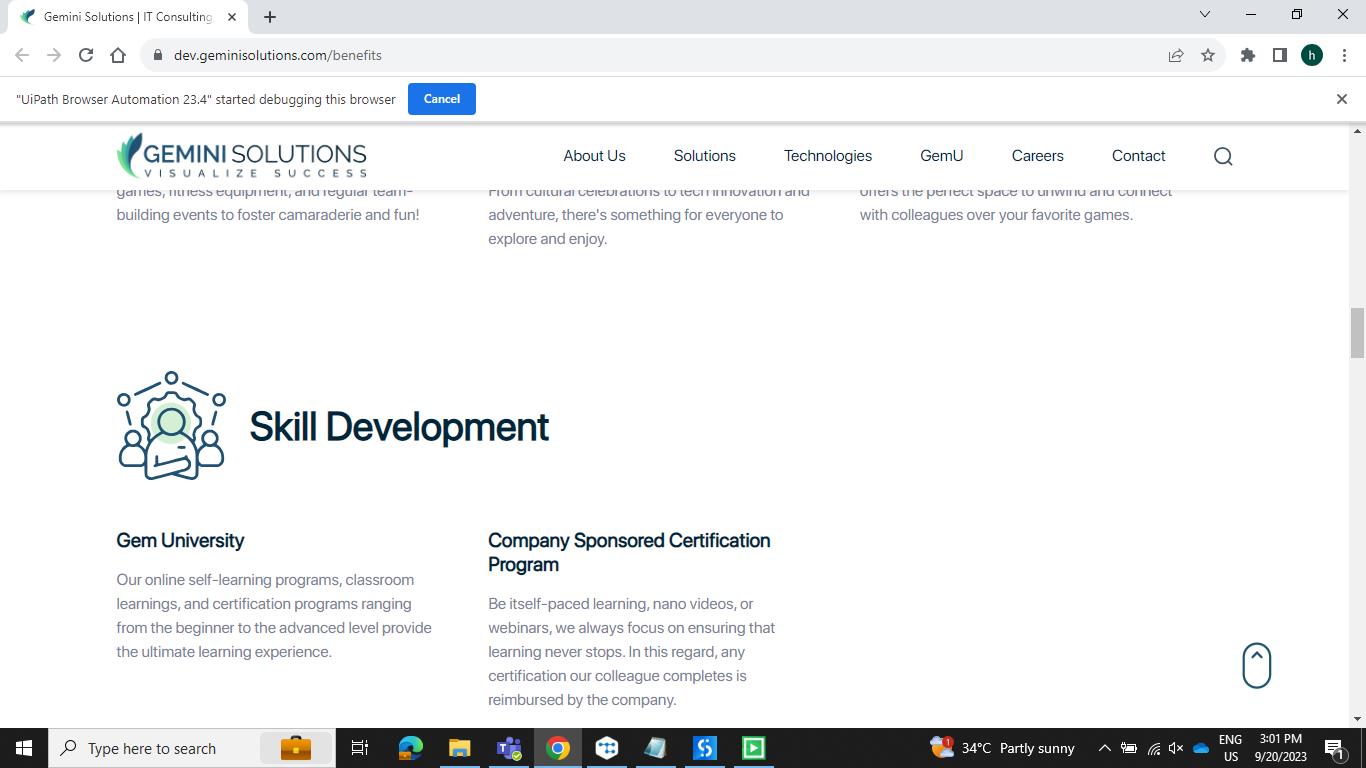 Gemini Solutions | IT Consulting
dev.geminisolutions.com/benefits
h
"UiPath Browser Automation 23.4" started debugging this browser
Cancel
GEMINI SOLUTIONS
VISUALIZE SUCCESS
About Us
Solutions
Technologies
GemU
Careers
Contact
games, fitness equipment, and regular team-
building events to foster camaraderie and fun!
From cultural celebrations to tech innovation and
adventure, there's something for everyone to
explore and enjoy.
offers the perfect space to unwind and connect
with colleagues over your favorite games.
Skill Development
Gem University
Our online self-learning programs, classroom
learnings, and certification programs ranging
from the beginner to the advanced level provide
the ultimate learning experience.
Company Sponsored Certification
Program
Be itself-paced learning, nano videos, or
webinars, we always focus on ensuring that
learning never stops. In this regard, any
certification our colleague completes is
reimbursed by the company.
Type here to search
1
34°C Partly sunny
ENG
US
3:01 PM
9/20/2023
1